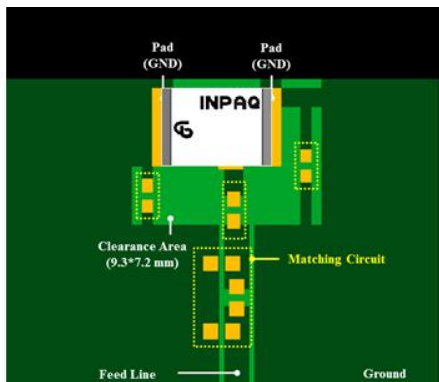 Pad
(GND)
Pad
(GND)
INPAQ
Clearance Area
(9.3*7.2 mm)
Matching Circuit
Feed Line
Ground